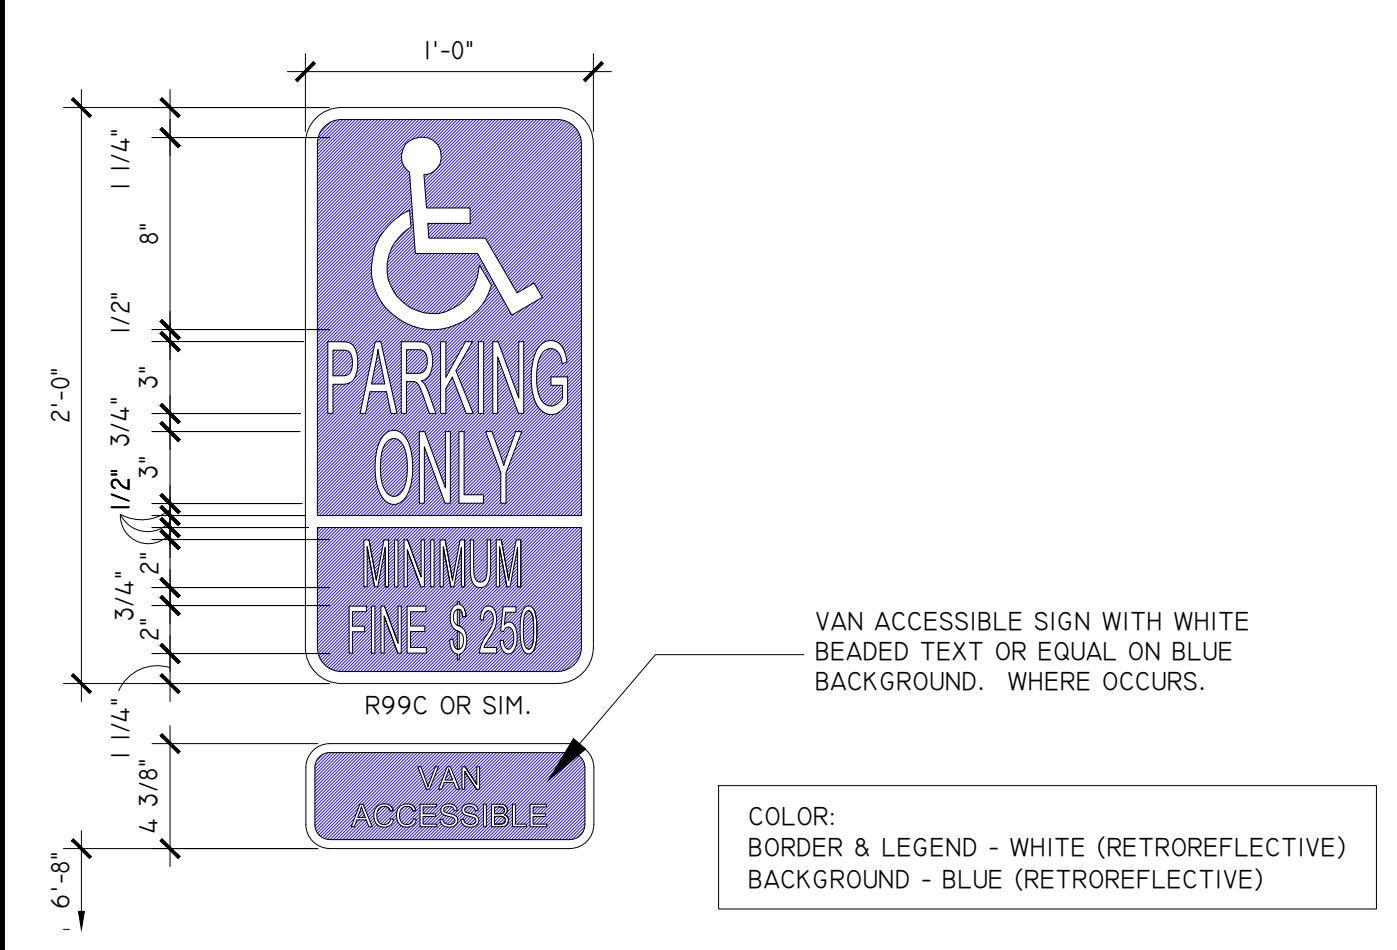 1'-0"
1 1/4"
8"
1/2"
3"
2'-0"
3/4"
3"
1/2"
2"
3/4"
2"
1 1/4"
4 3/8"
6'-8"
PARKING
ONLY
MINIMUM
FINE $ 250
R99C OR SIM.
VAN
ACCESSIBLE
VAN ACCESSIBLE SIGN WITH WHITE
BEADED TEXT OR EQUAL ON BLUE
BACKGROUND. WHERE OCCURS.
COLOR:
BORDER & LEGEND - WHITE (RETROREFLECTIVE)
BACKGROUND - BLUE (RETROREFLECTIVE)